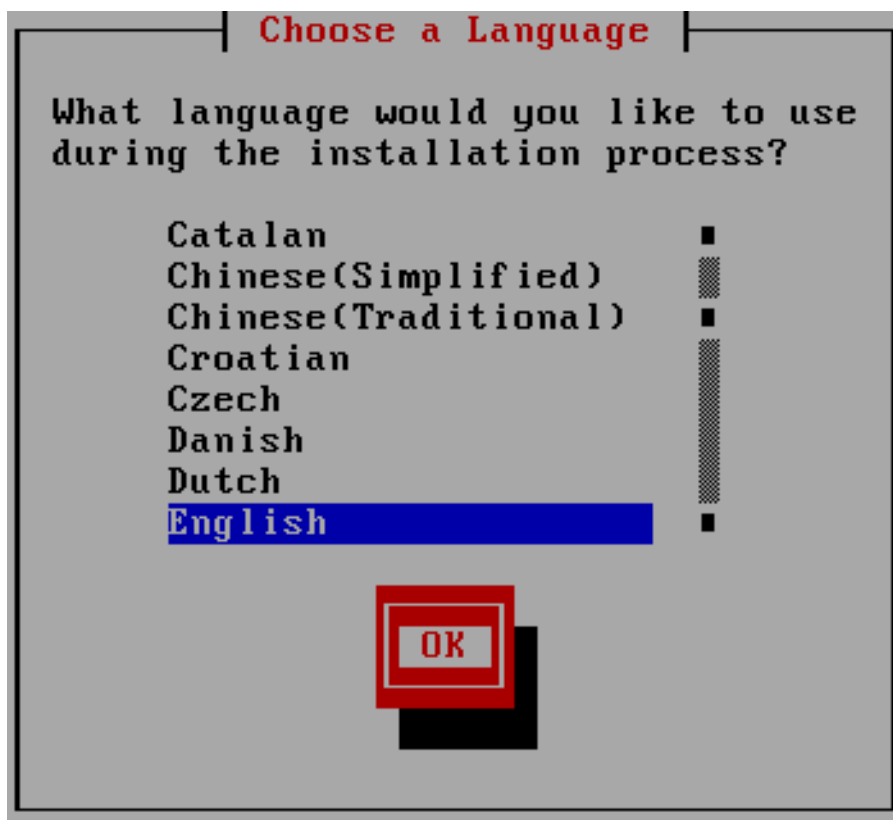 Choose a Language
What language would you like to use
during the installation process?
Catalan
Chinese(Simplified)
Chinese(Traditional)
Croatian
Czech
Danish
Dutch
English
OK